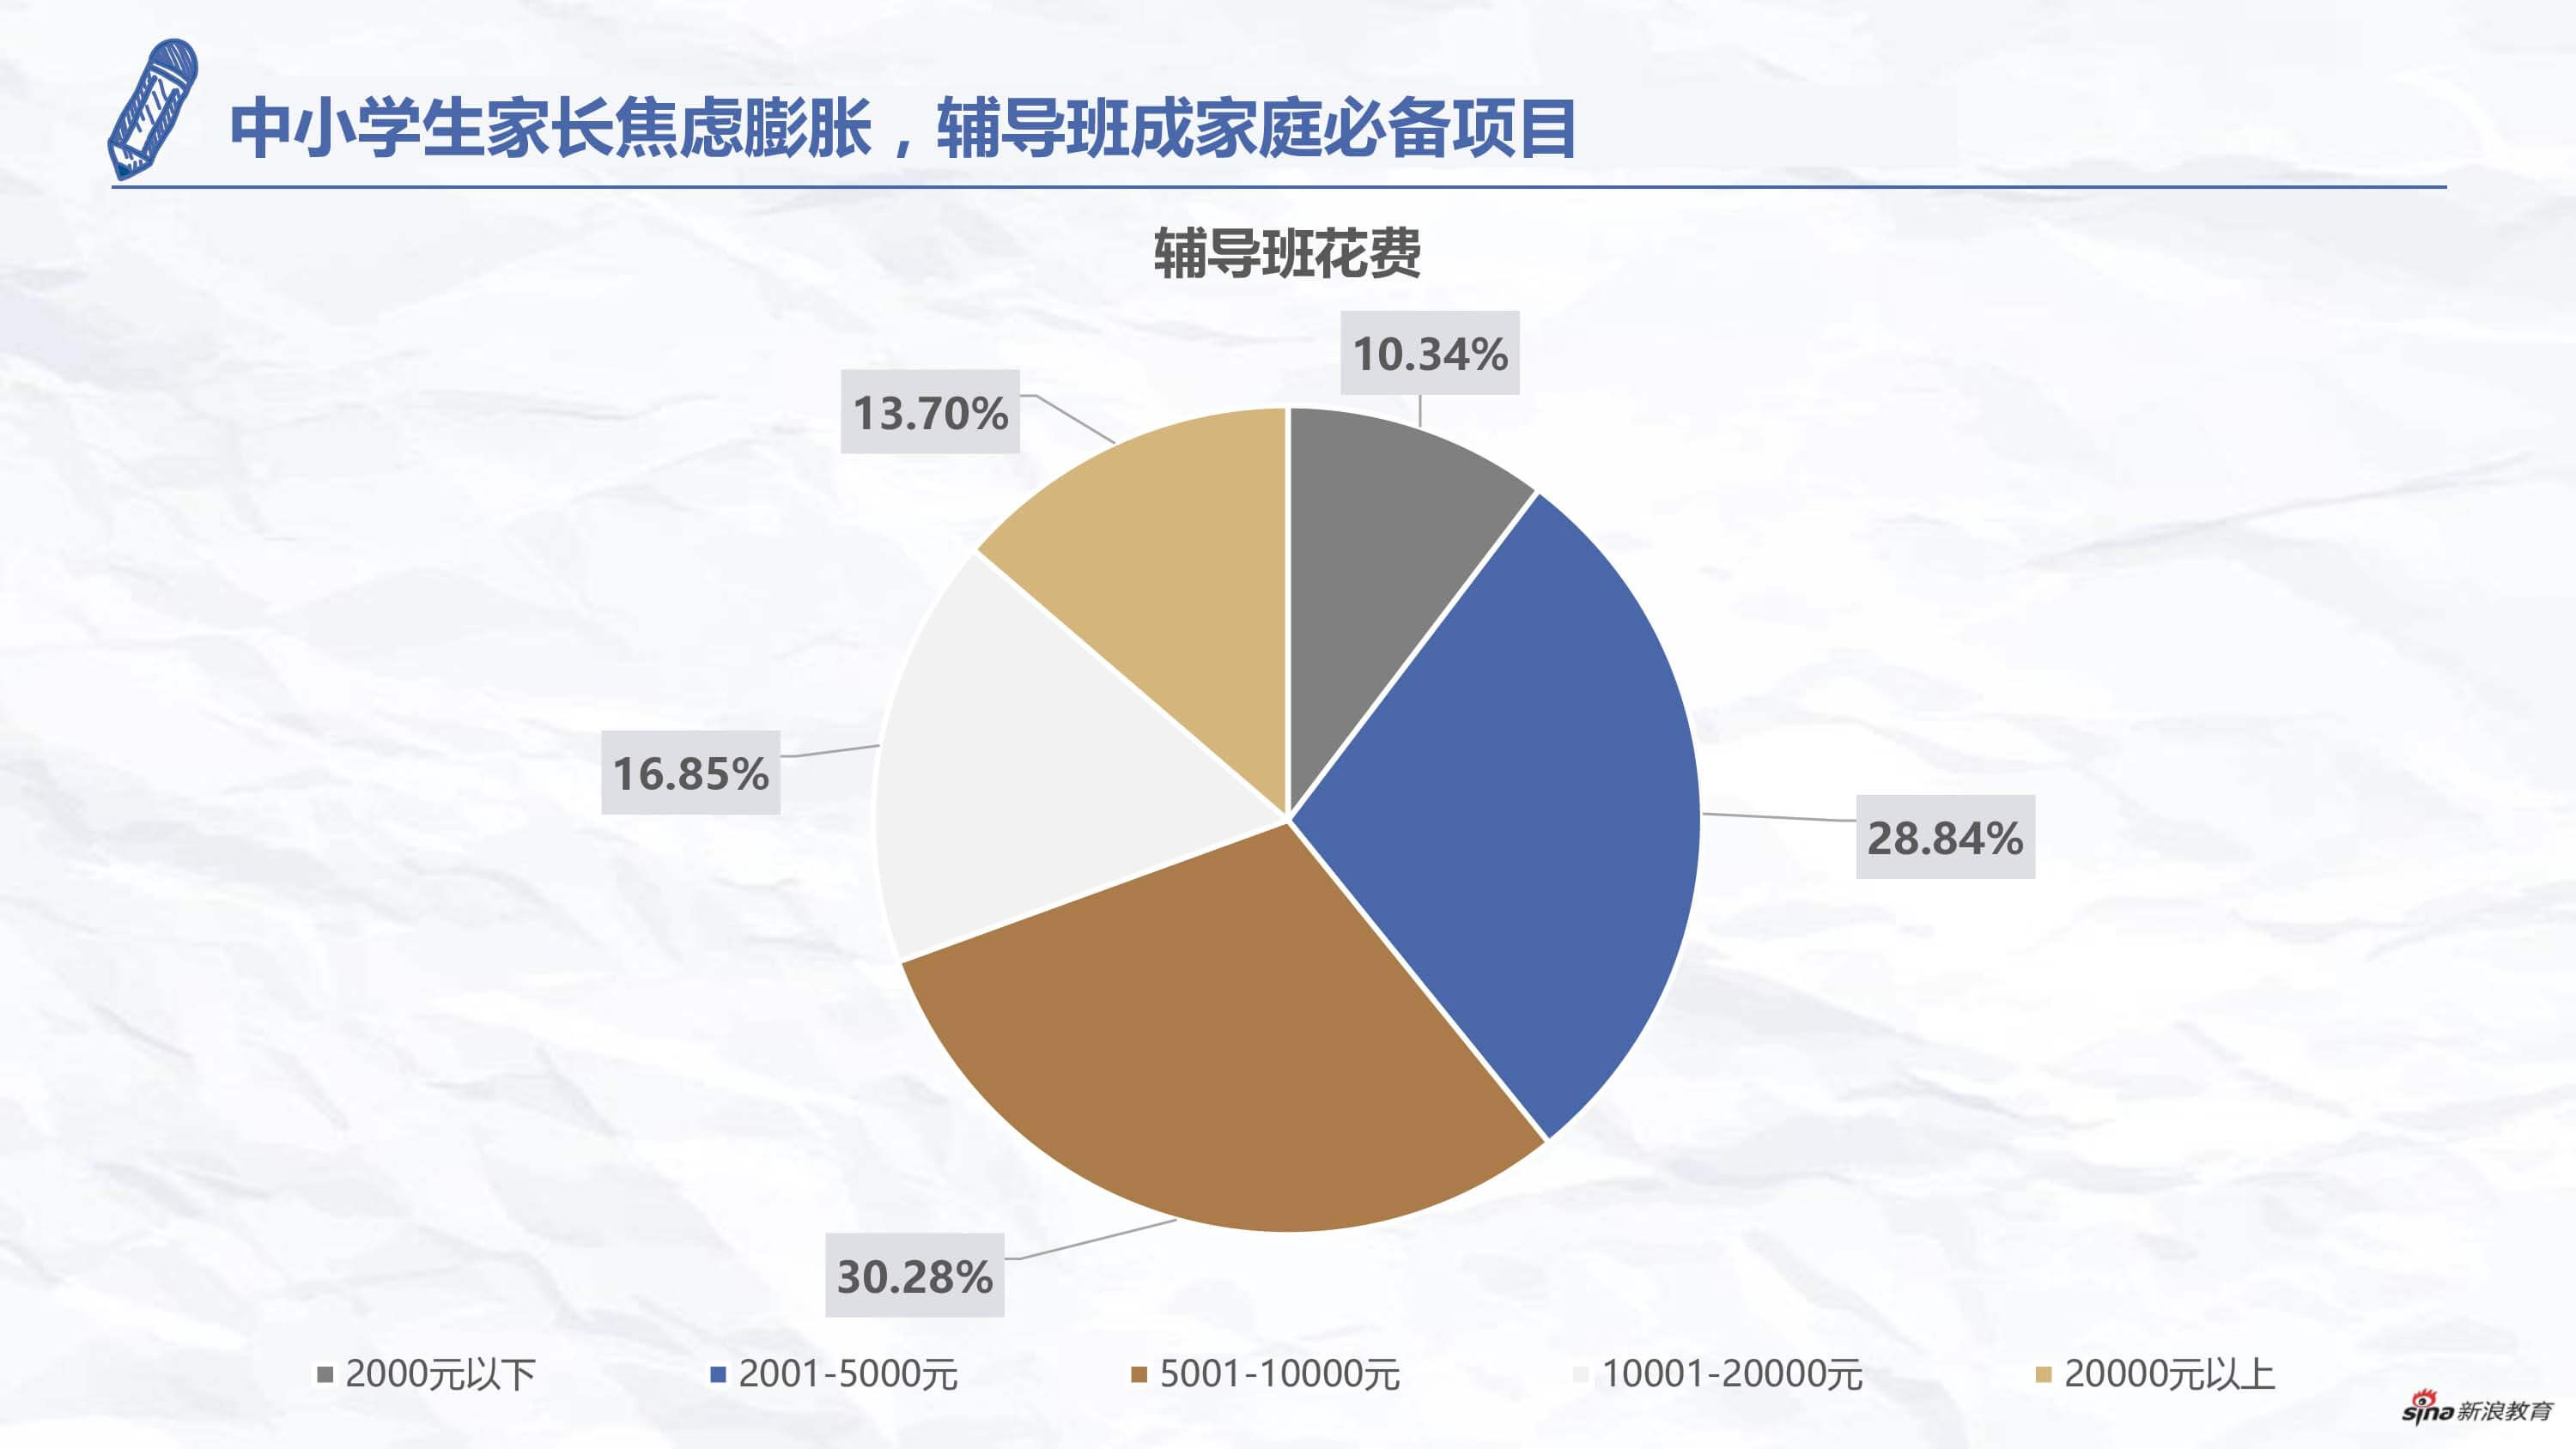 中小学生家长焦虑膨胀，辅导班成家庭必备项目
辅导班花费
10.34%
13.70%
16.85%
28.84%
30.28%
2000元以下
2001-5000元
5001-10000元
10001-20000元
20000元以上
sina新浪教育